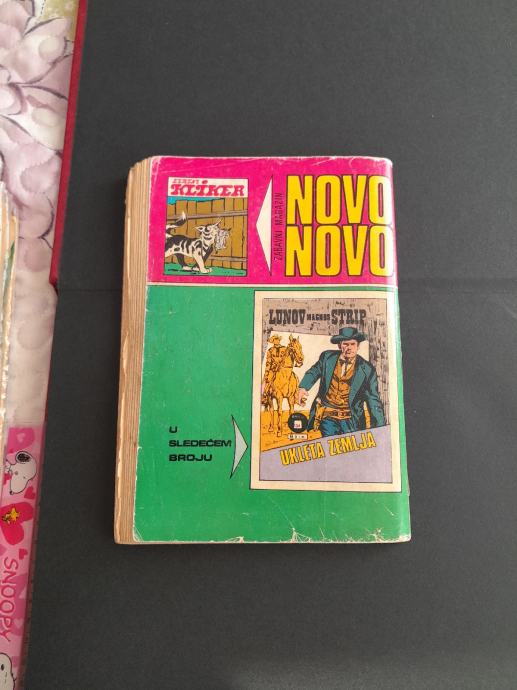 KLIKER
ZABAVNI MAGAZIN
NOVO
NOVO
LUNOV MAGNUS STRIP
UKLETA ZEMLJA
U
SLEDEĆEM
BROJU
SNOOPY